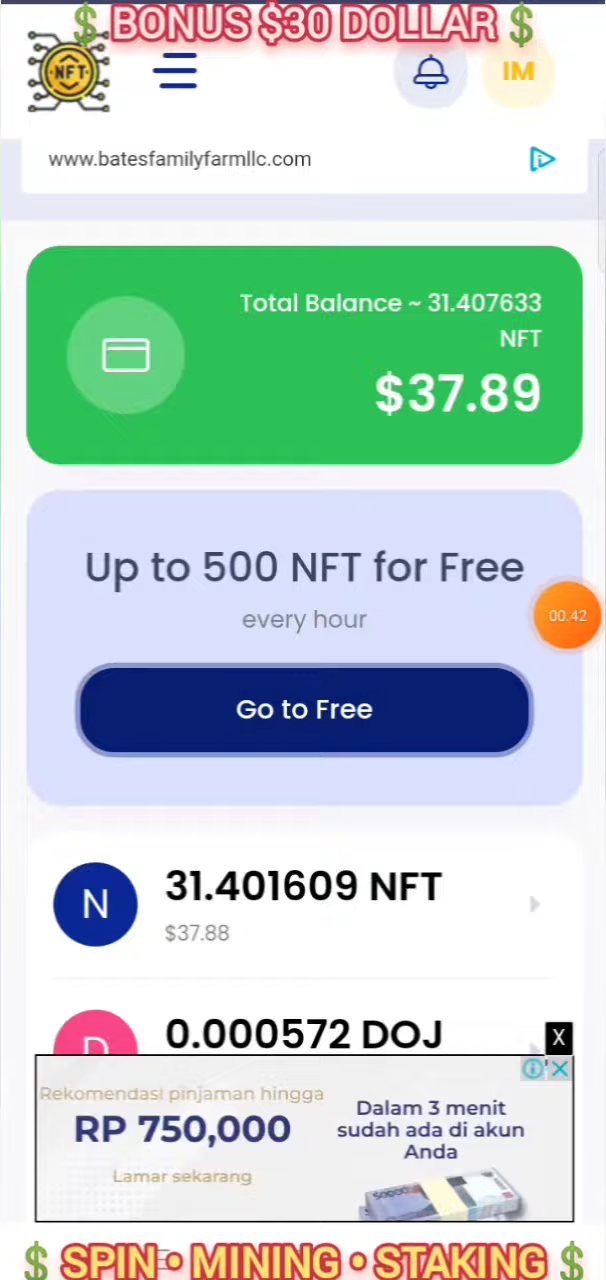 $ BONUS $30 DOLLAR $
NFT
IM
www.batesfamilyfarmllc.com
Total Balance ~ 31.407633
NFT
$37.89
Up to 500 NFT for Free
every hour
00:42
Go to Free
N
31.401609 NFT
$37.88
D
0.000572 DOJ
X
Rekomendasi pinjaman hingga
RP 750,000
Lamar sekarang
Dalam 3 menit
sudah ada di akun
Anda
$ SPIN • MINING • STAKING $